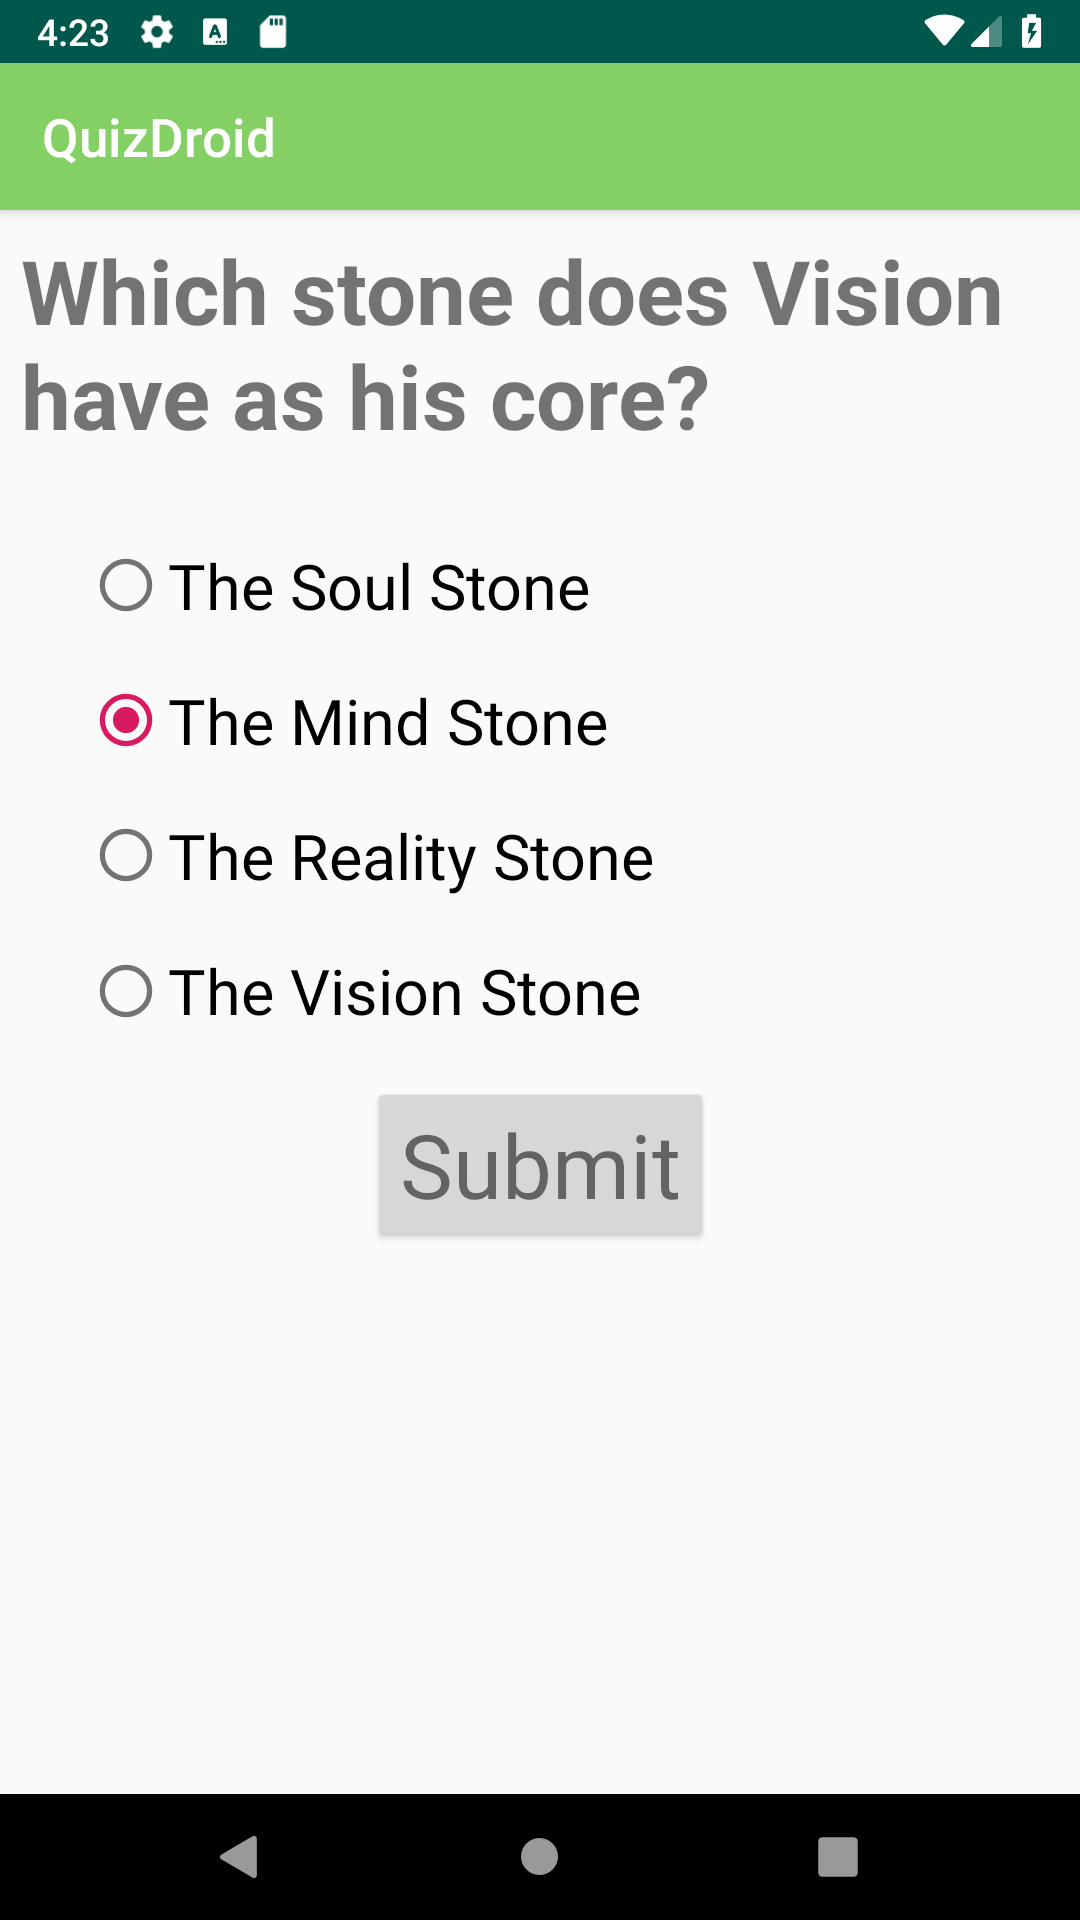 4:23
QuizDroid
Which stone does Vision
have as his core?
The Soul Stone
The Mind Stone
The Reality Stone
The Vision Stone
Submit